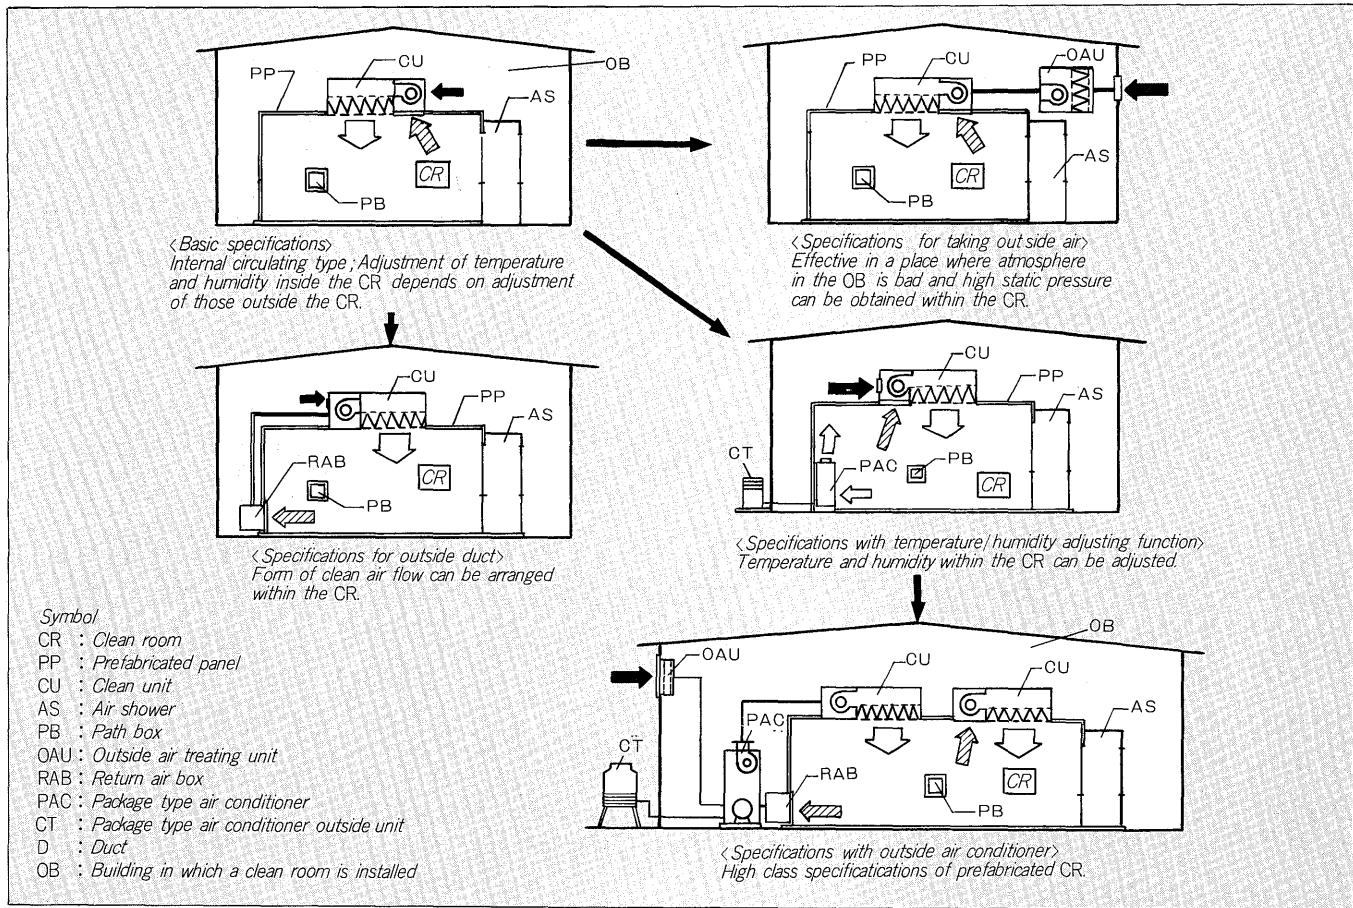 PP
CU
OB
AS
CR
PB
<Basic specifications>
Internal circulating type ; Adjustment of temperature
and humidity inside the CR depends on adjustment
of those outside the CR.
PP
CU
OAU
AS
CR
PB
<Specifications for taking out side air>
Effective in a place where atmosphere
in the OB is bad and high static pressure
can be obtained within the CR.
CU
PP
AS
RAB
CR
PB
<Specifications for outside duct>
Form of clean air flow can be arranged
within the CR.
CU
PP
AS
CT
PAC
PB
CR
<Specifications with temperature/humidity adjusting function>
Temperature and humidity within the CR can be adjusted.
OB
OAU
CU
CU
AS
PAC
CT
RAB
CR
PB
<Specifications with outside air conditioner>
High class specificatications of prefabricated CR.
Symbol
CR : Clean room
PP : Prefabricated panel
CU : Clean unit
AS : Air shower
PB : Path box
OAU : Outside air treating unit
RAB : Return air box
PAC : Package type air conditioner
CT : Package type air conditioner outside unit
D : Duct
OB : Building in which a clean room is installed